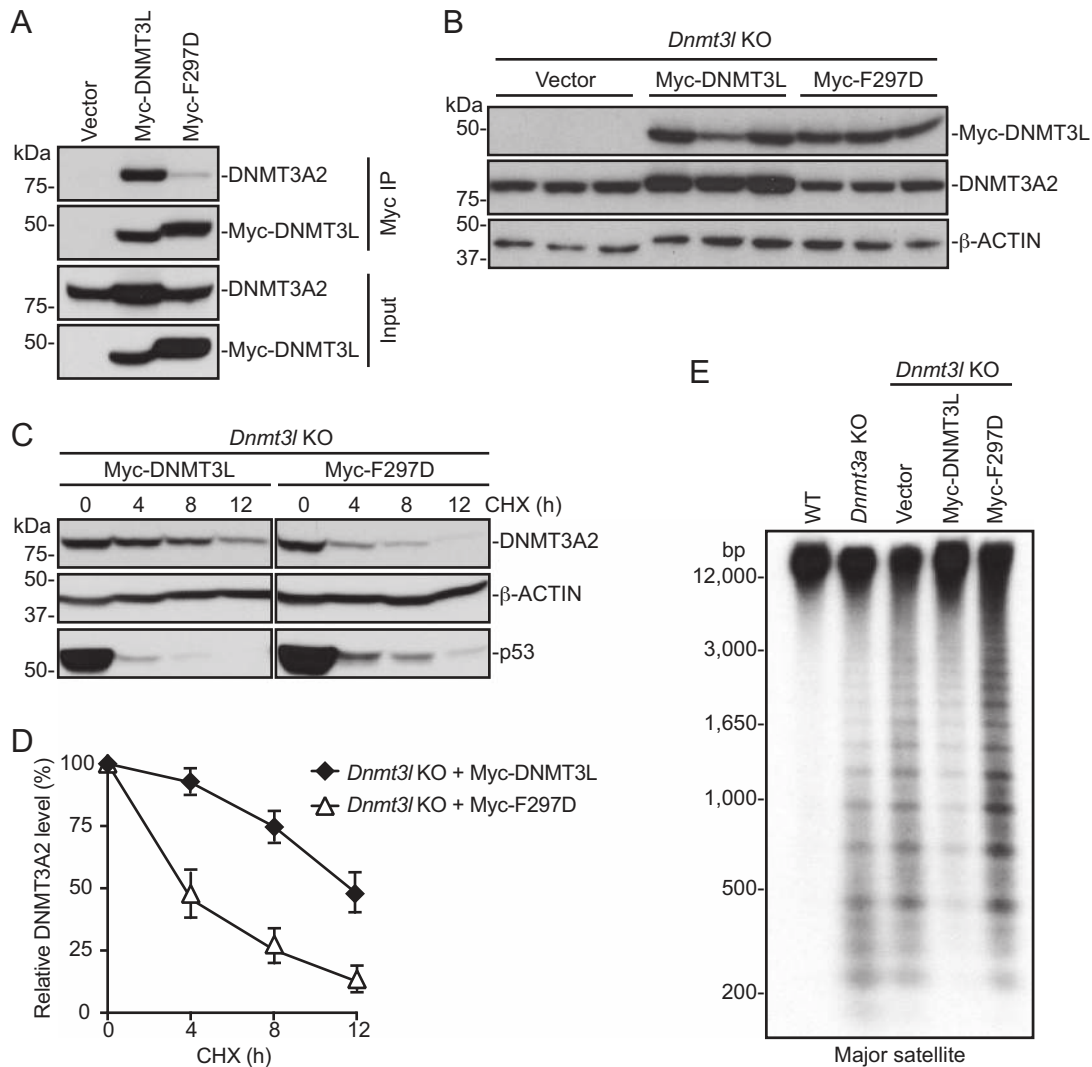 A
Vector
Myc-DNMT3L
Myc-F297D
kDa
75-
-DNMT3A2
50-
-Myc-DNMT3L
Myc IP
75-
-DNMT3A2
50-
-Myc-DNMT3L
Input
B
Dnmt3l KO
Vector Myc-DNMT3L Myc-F297D
kDa
50-
-Myc-DNMT3L
75-
-DNMT3A2
50-
37-
-β-ACTIN
C
Dnmt3l KO
Myc-DNMT3L Myc-F297D
0 4 8 12 0 4 8 12 CHX (h)
kDa
75-
-DNMT3A2
50-
37-
-β-ACTIN
50-
-p53
D
Relative DNMT3A2 level (%)
100
75
50
25
0
0 4 8 12
CHX (h)
Dnmt3l KO + Myc-DNMT3L
Dnmt3l KO + Myc-F297D
E
Dnmt3l KO
WT
Dnmt3a KO
Vector
Myc-DNMT3L
Myc-F297D
bp
12,000-
3,000-
1,650-
1,000-
500-
200-
Major satellite